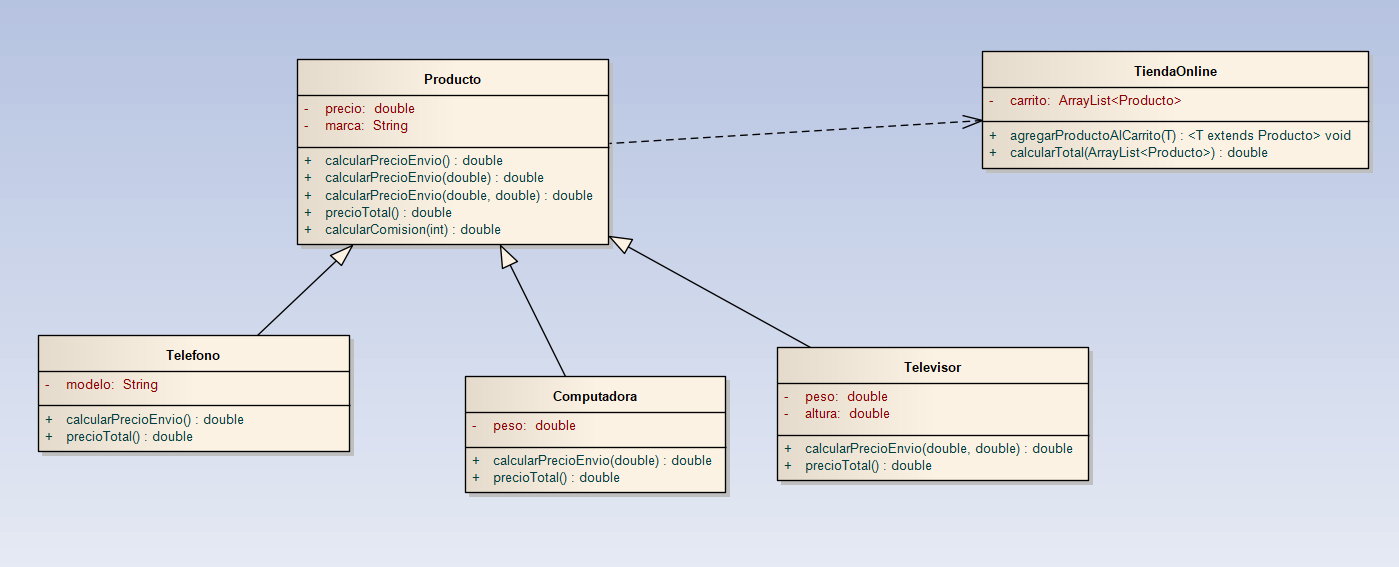 Producto
- precio: double
- marca: String
+ calcularPrecioEnvio() : double
+ calcularPrecioEnvio(double) : double
+ calcularPrecioEnvio(double, double) : double
+ precioTotal() : double
+ calcularComision(int) : double
TiendaOnline
- carrito: ArrayList<Producto>
+ agregarProductoAlCarrito(T) : <T extends Producto> void
+ calcularTotal(ArrayList<Producto>) : double
Telefono
- modelo: String
+ calcularPrecioEnvio() : double
+ precioTotal() : double
Computadora
- peso: double
+ calcularPrecioEnvio(double) : double
+ precioTotal() : double
Televisor
- peso: double
- altura: double
+ calcularPrecioEnvio(double, double) : double
+ precioTotal() : double